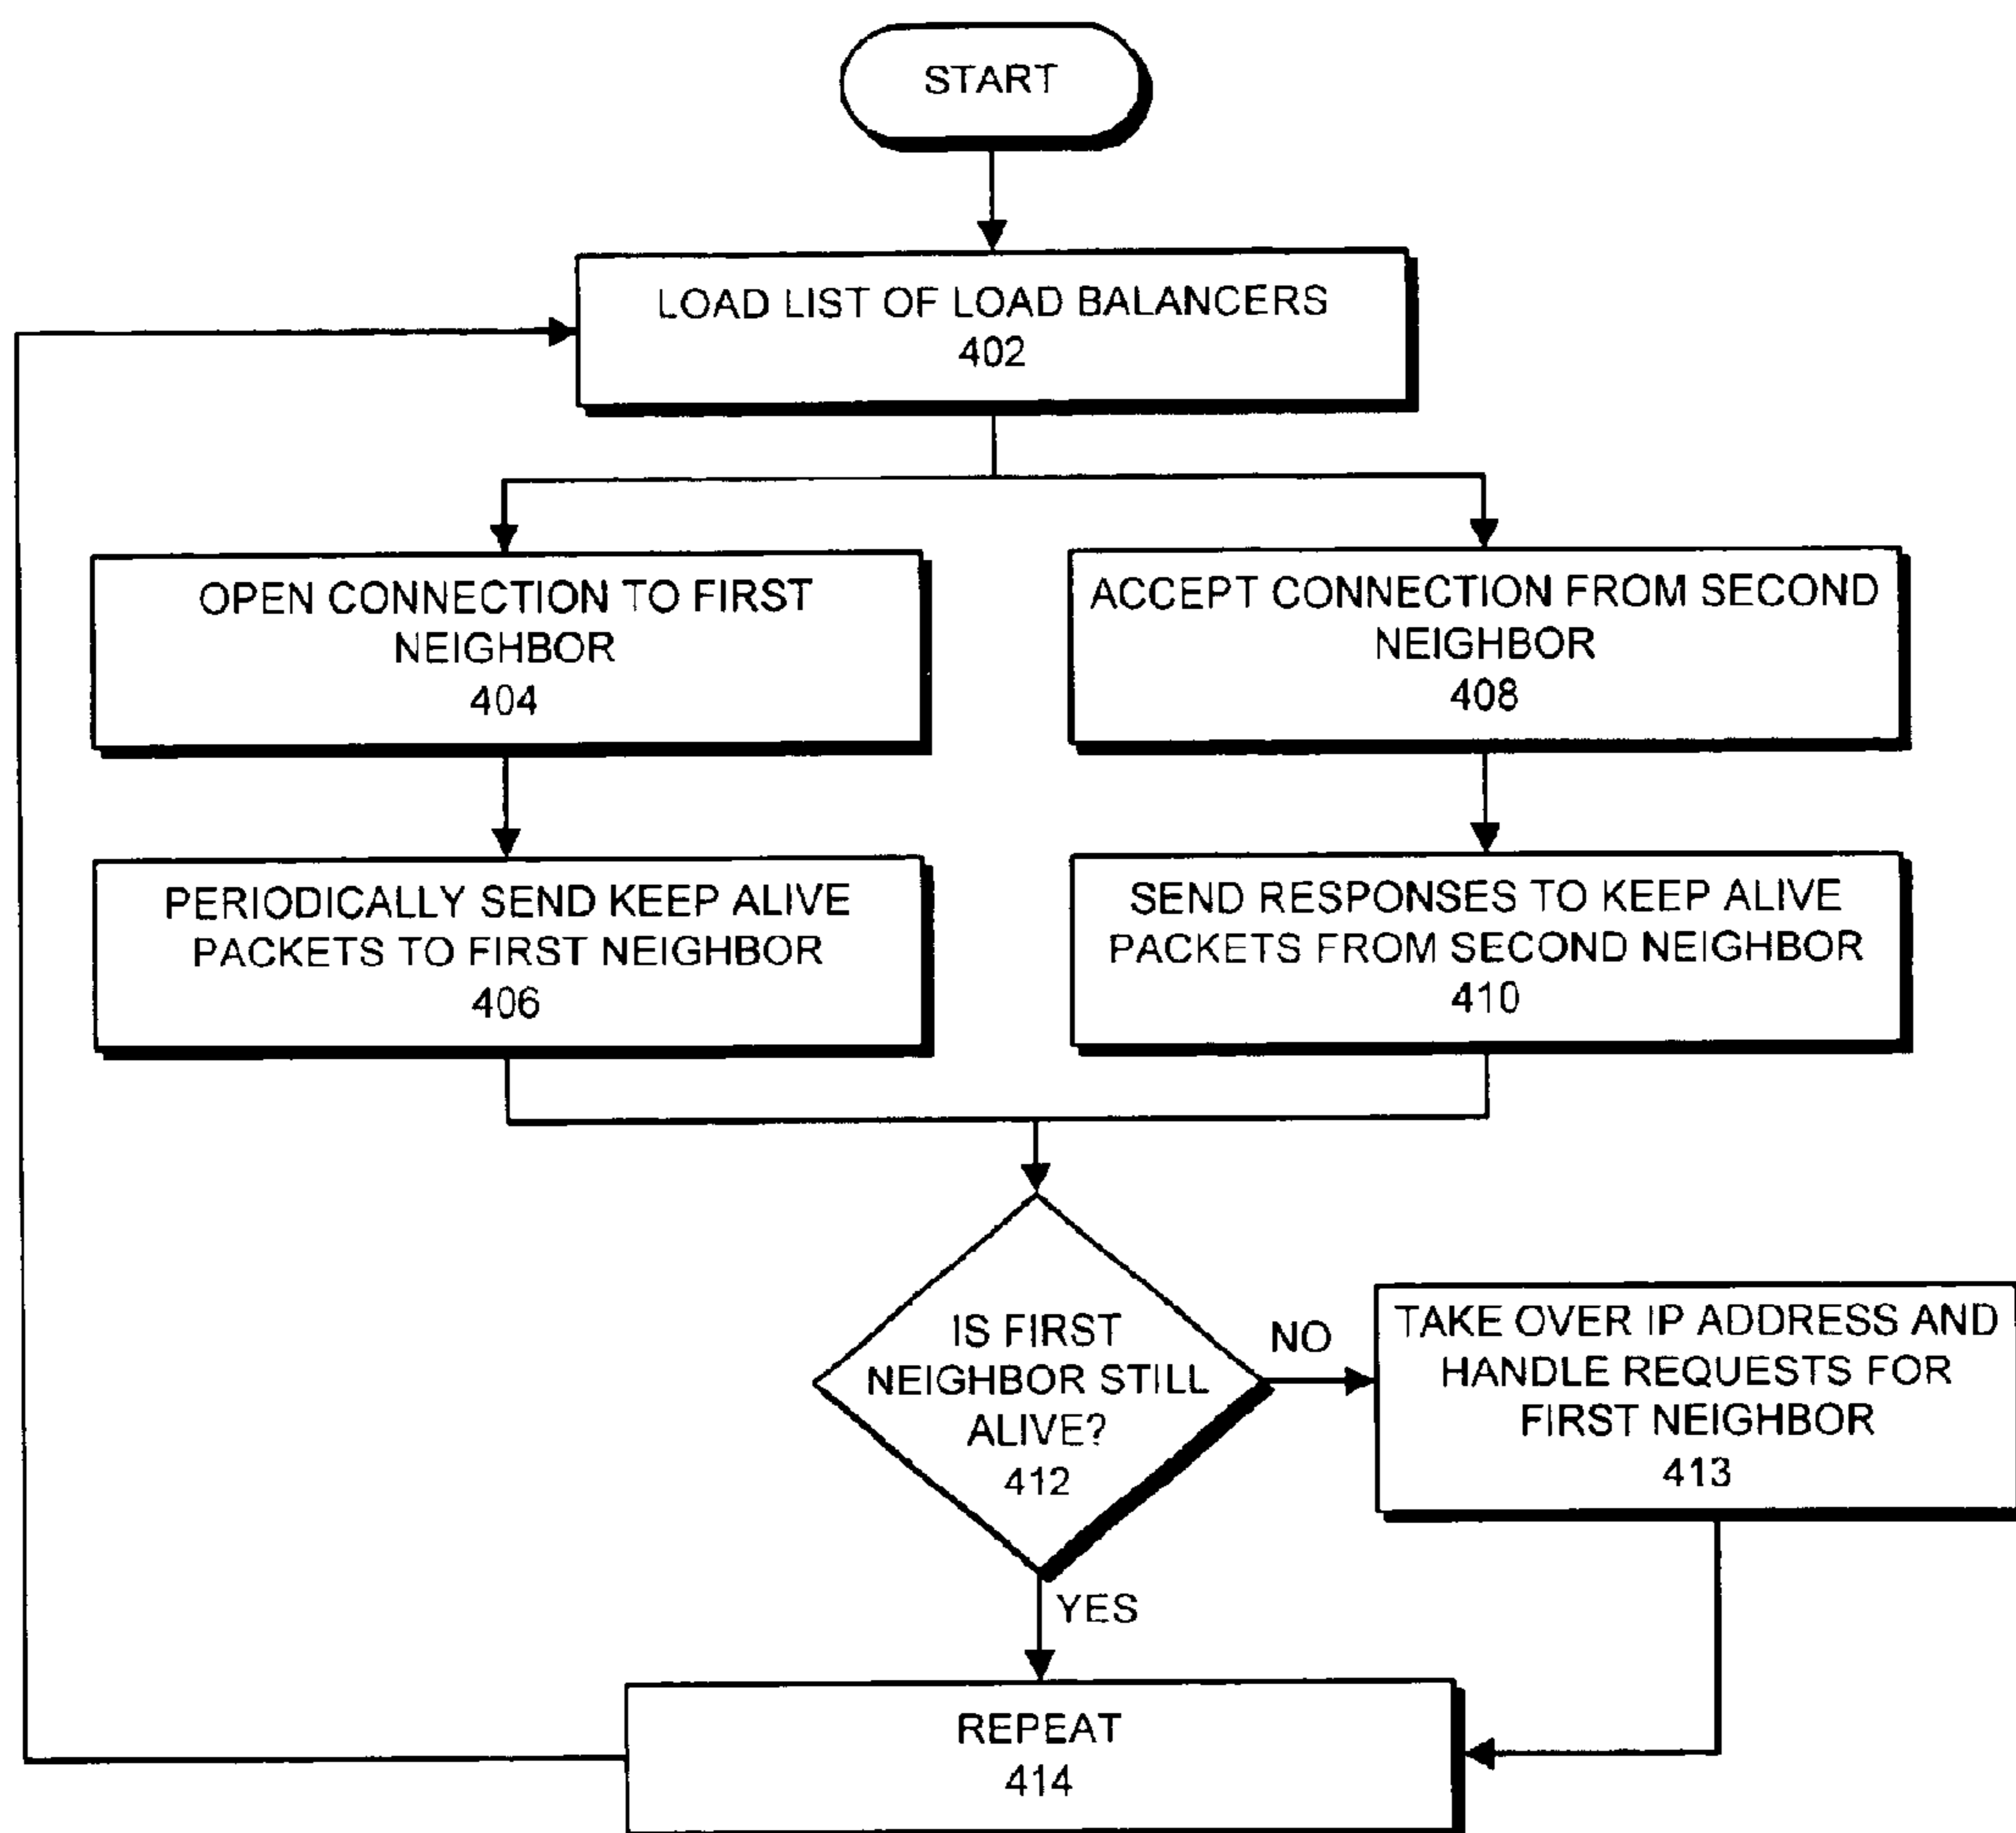 START
LOAD LIST OF LOAD BALANCERS
402
OPEN CONNECTION TO FIRST
NEIGHBOR
404
ACCEPT CONNECTION FROM SECOND
NEIGHBOR
408
PERIODICALLY SEND KEEP ALIVE
PACKETS TO FIRST NEIGHBOR
406
SEND RESPONSES TO KEEP ALIVE
PACKETS FROM SECOND NEIGHBOR
410
IS FIRST
NEIGHBOR STILL
ALIVE?
412
NO
TAKE OVER IP ADDRESS AND
HANDLE REQUESTS FOR
FIRST NEIGHBOR
413
YES
REPEAT
414